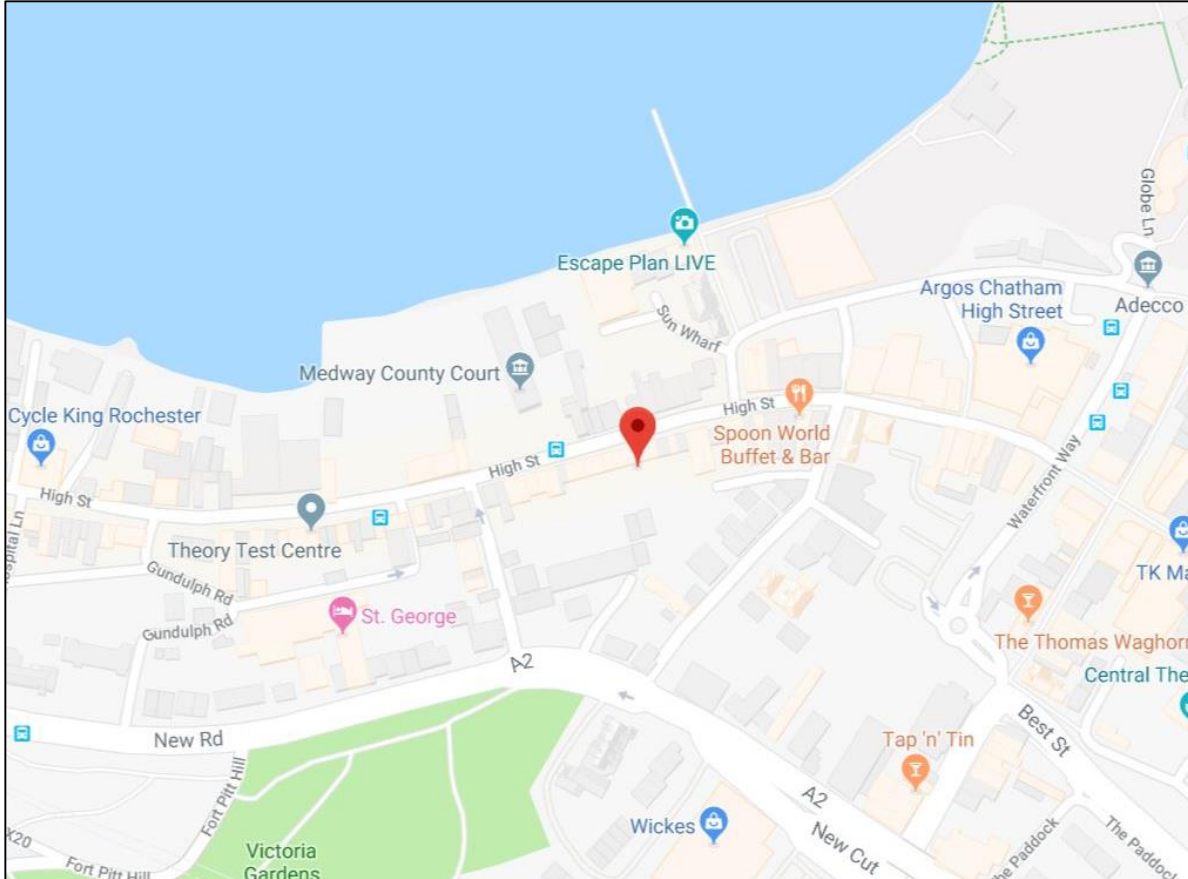 Globe Ln
Escape Plan LIVE
Argos Chatham
High Street
Adecco
Sun Wharf
Medway County Court
Cycle King Rochester
High St
Spoon World
Buffet & Bar
High St
High St
Waterfront Way
Theory Test Centre
Hospital Ln
TK Ma
Gundulph Rd
St. George
Gundulph Rd
The Thomas Waghorn
A2
Central The
New Rd
Best St
Tap 'n' Tin
Fort Pitt Hill
A2
Wickes
New Cut
The Paddock
The Paddock
X20
Victoria
Gardens
Fort Pitt Hill